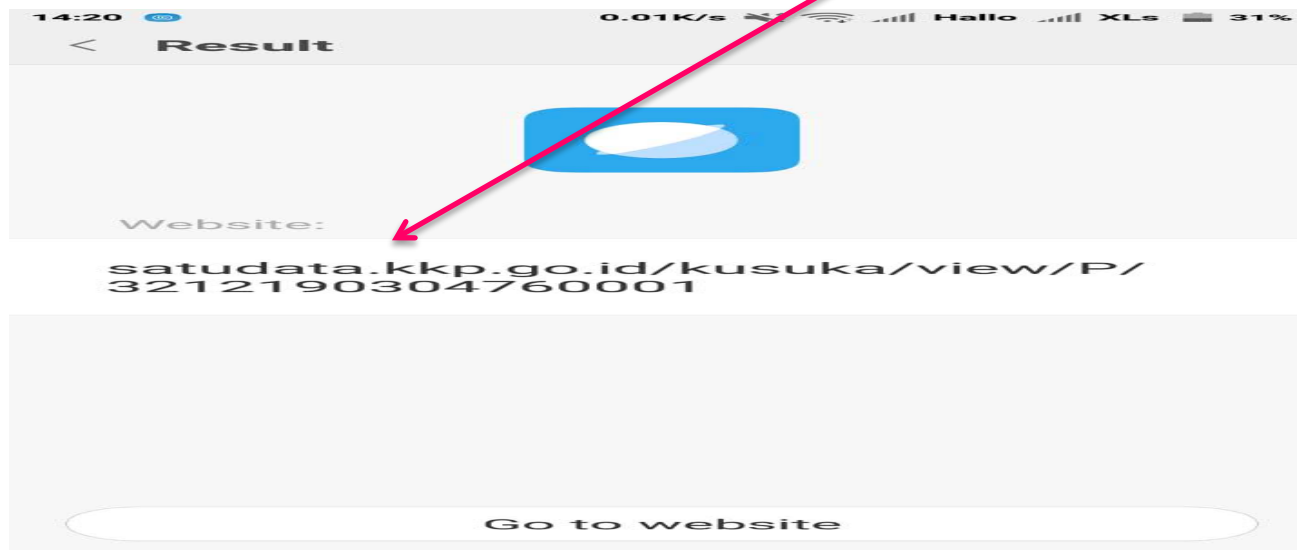 14:20 0.01K/s Hallo XLs 31%
< Result
Website:
satudata.kkp.go.id/kusuka/view/P/
3212190304760001
Go to website